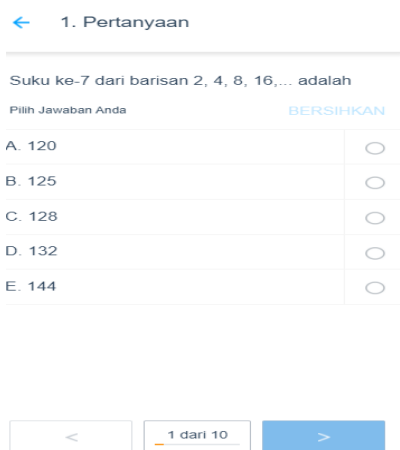 ← 1. Pertanyaan
Suku ke-7 dari barisan 2, 4, 8, 16,... adalah
Pilih Jawaban Anda BERSIHKAN
A. 120
B. 125
C. 128
D. 132
E. 144
< 1 dari 10 >